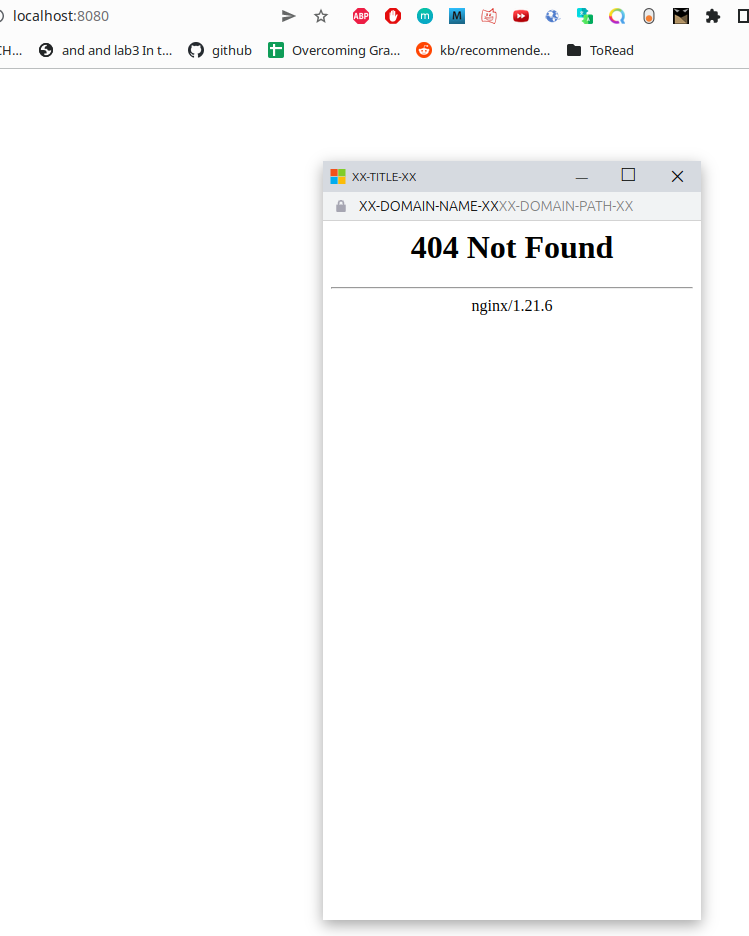 localhost:8080
ABP
m
M
CH... and and lab3 In t... github Overcoming Gra... kb/recommende... ToRead
XX-TITLE-XX
XX-DOMAIN-NAME-XXXX-DOMAIN-PATH-XX
404 Not Found
nginx/1.21.6